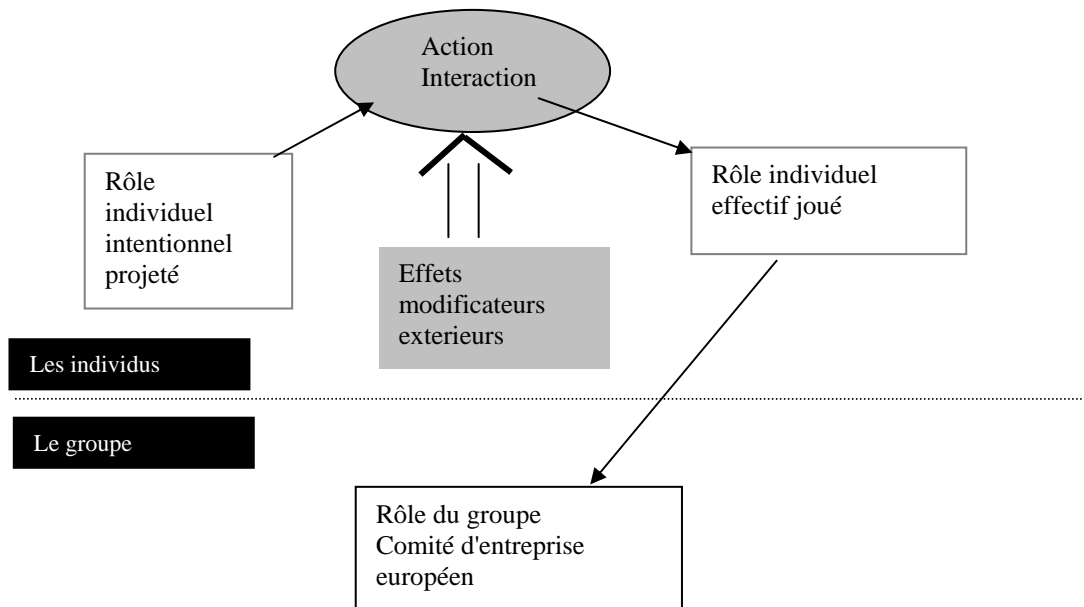 Action
Interaction
Rôle
individuel
intentionnel
projeté
Rôle individuel
effectif joué
Effets
modificateurs
exterieurs
Les individus
Le groupe
Rôle du groupe
Comité d'entreprise
européen